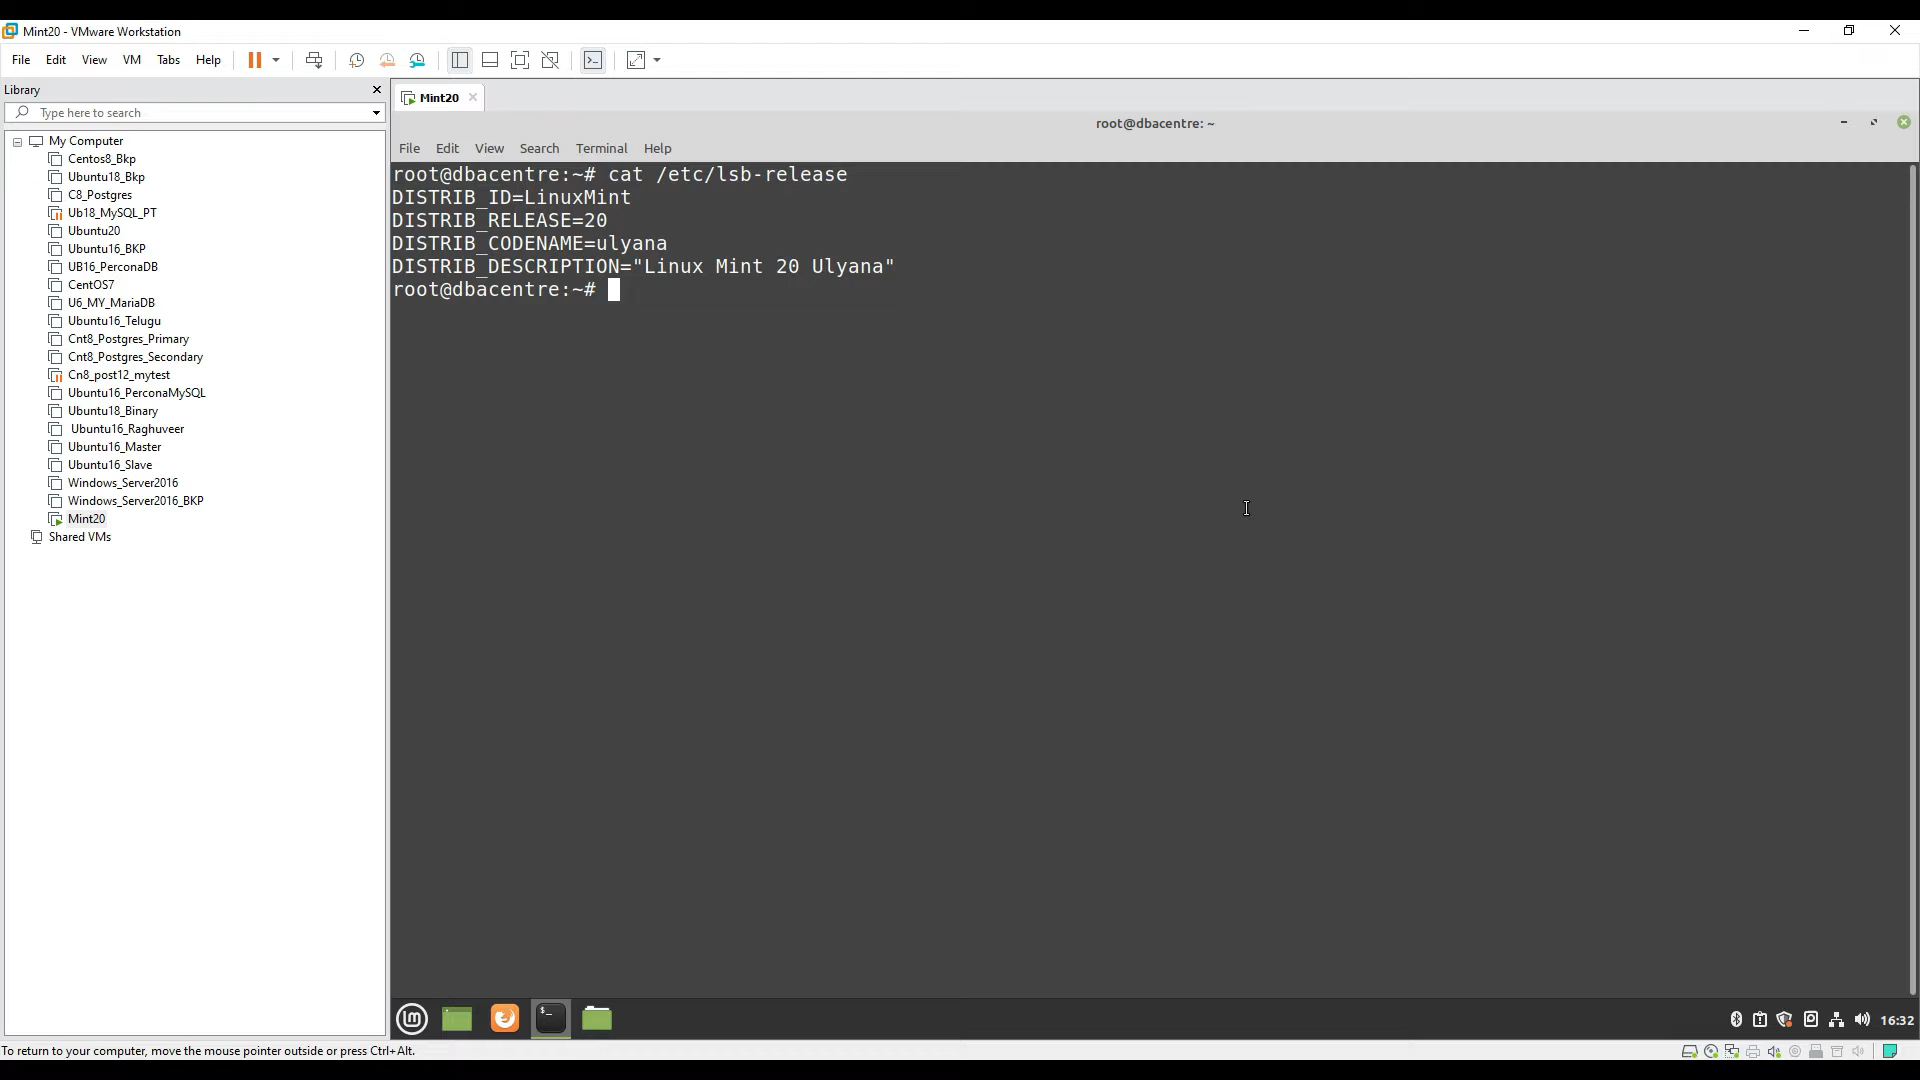 Mint20 - VMware Workstation
File Edit View VM Tabs Help
Library
Type here to search
My Computer
Centos8_Bkp
Ubuntu18_Bkp
C8_Postgres
Ub18_MySQL_PT
Ubuntu20
Ubuntu16_BKP
UB16_PerconaDB
CentOS7
U6_MY_MariaDB
Ubuntu16_Telugu
Cnt8_Postgres_Primary
Cnt8_Postgres_Secondary
Cn8_post12_mytest
Ubuntu16_PerconaMySQL
Ubuntu18_Binary
Ubuntu16_Raghuveer
Ubuntu16_Master
Ubuntu16_Slave
Windows_Server2016
Windows_Server2016_BKP
Mint20
Shared VMs
Mint20
root@dbacentre: ~
File Edit View Search Terminal Help
root@dbacentre:~# cat /etc/lsb-release
DISTRIB_ID=LinuxMint
DISTRIB_RELEASE=20
DISTRIB_CODENAME=ulyana
DISTRIB_DESCRIPTION="Linux Mint 20 Ulyana"
root@dbacentre:~#
16:32
To return to your computer, move the mouse pointer outside or press Ctrl+Alt.